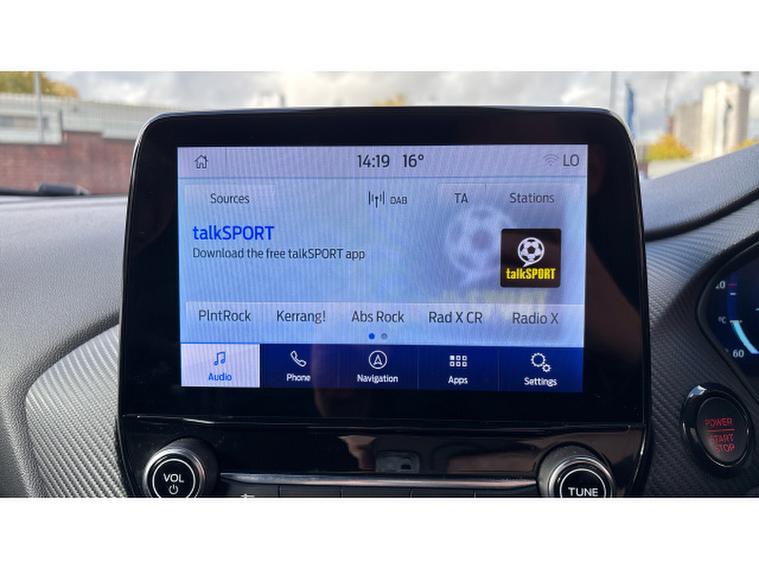 14:19 16° LO
Sources DAB TA Stations
talkSPORT
Download the free talkSPORT app
talkSPORT
PlntRock Kerrang! Abs Rock Rad X CR Radio X
Audio Phone Navigation Apps Settings
POWER
START
STOP
60
VOL
TUNE